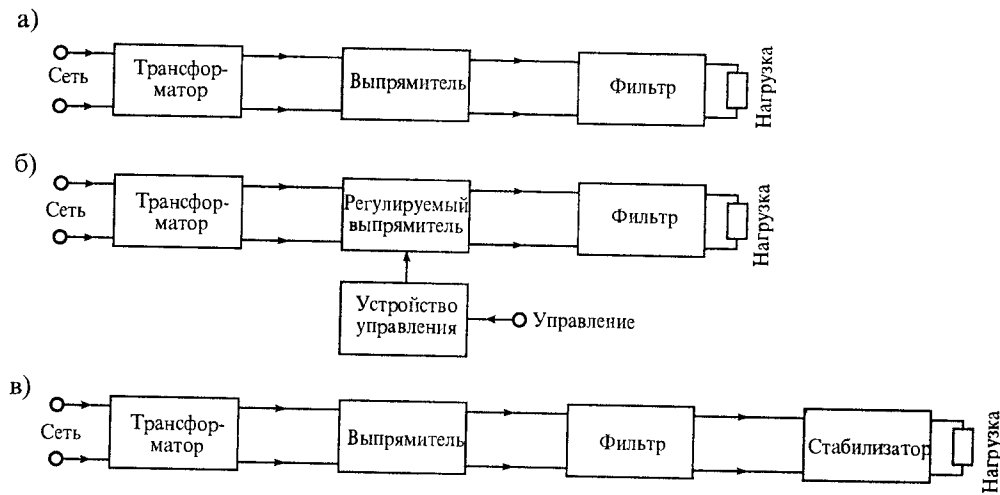 а)
Сеть
Трансфор-
матор
Выпрямитель
Фильтр
Нагрузка
б)
Сеть
Трансфор-
матор
Регулируемый
выпрямитель
Фильтр
Нагрузка
Устройство
управления
Управление
в)
Сеть
Трансфор-
матор
Выпрямитель
Фильтр
Стабилизатор
Нагрузка